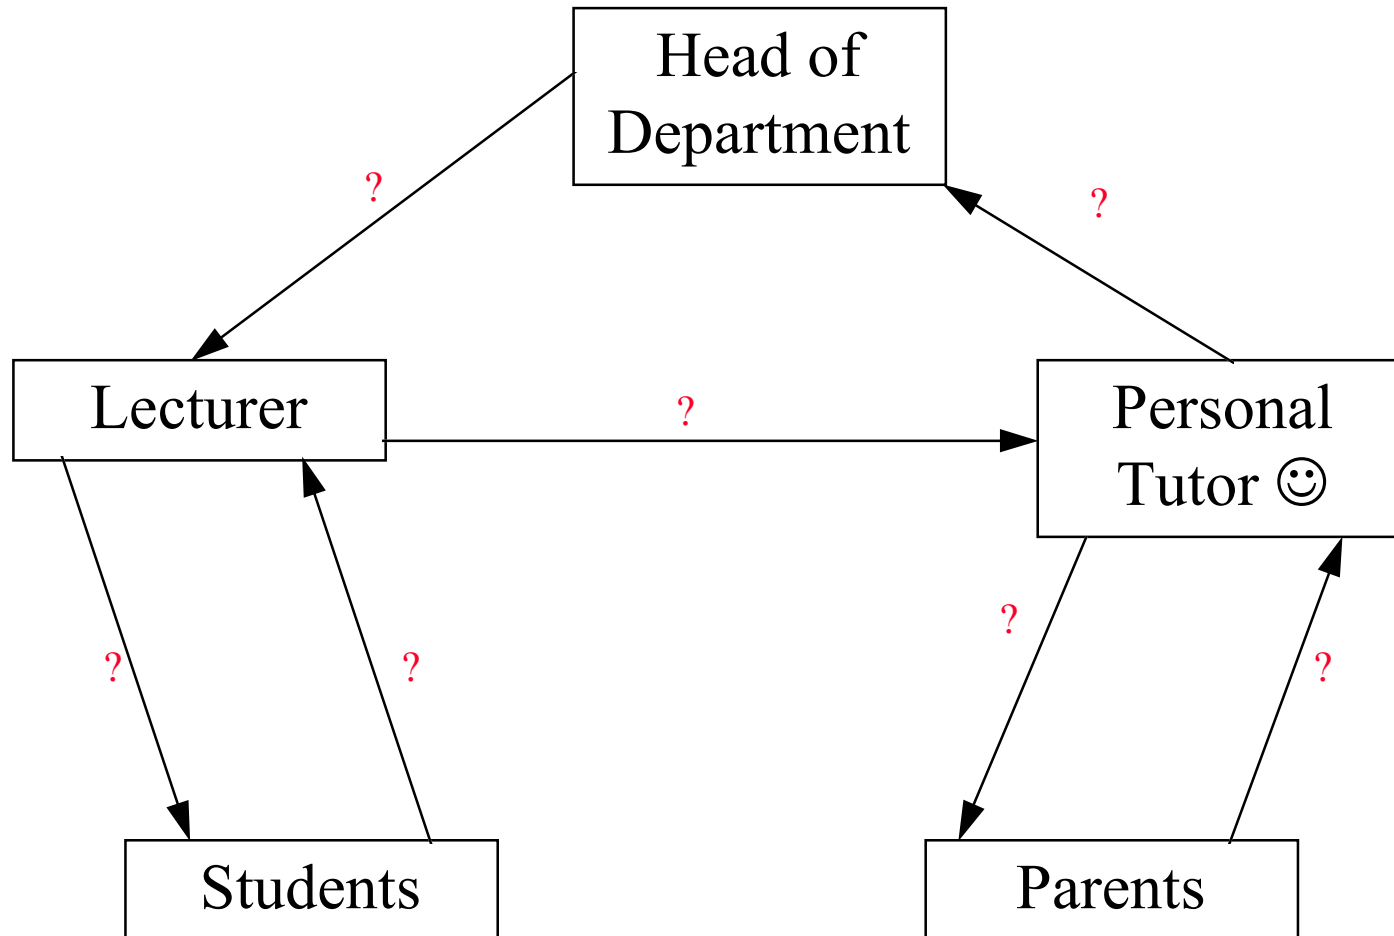 Head of
Department
?
?
Lecturer
?
Personal
Tutor ☺
?
?
?
?
Students
Parents